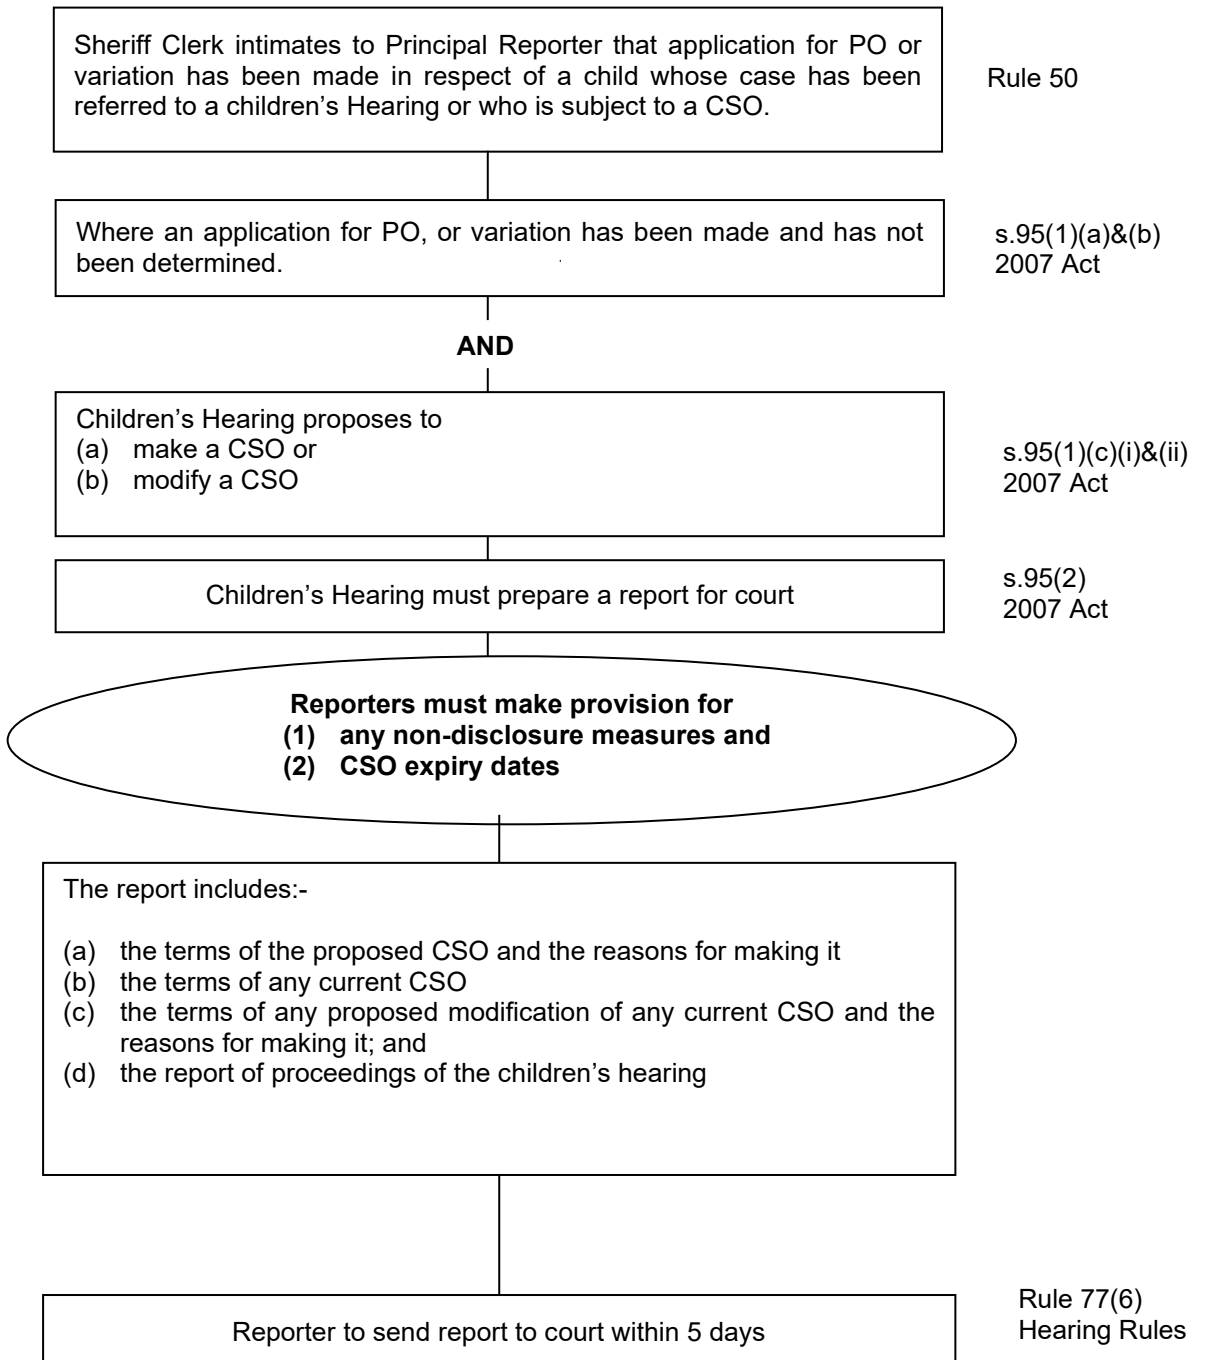 Sheriff Clerk intimates to Principal Reporter that application for PO or
variation has been made in respect of a child whose case has been
referred to a children's Hearing or who is subject to a CSO.
Rule 50
Where an application for PO, or variation has been made and has not
been determined.
s.95(1)(a)&(b)
2007 Act
AND
Children's Hearing proposes to
(a) make a CSO or
(b) modify a CSO
s.95(1)(c)(i)&(ii)
2007 Act
Children's Hearing must prepare a report for court
s.95(2)
2007 Act
Reporters must make provision for
(1) any non-disclosure measures and
(2) CSO expiry dates
The report includes:-
(a) the terms of the proposed CSO and the reasons for making it
(b) the terms of any current CSO
(c) the terms of any proposed modification of any current CSO and the
reasons for making it; and
(d) the report of proceedings of the children's hearing
Reporter to send report to court within 5 days
Rule 77(6)
Hearing Rules